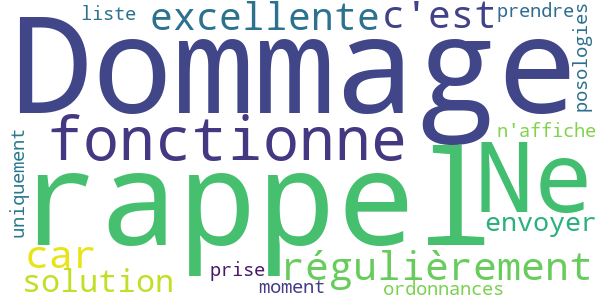 liste
excellente
c'est
prendre
posologies
Dommage
fonctionne
n'affiche
uniquement
rappel
Ne
envoyer
car
régulièrement
solution
prise
moment
ordonnances